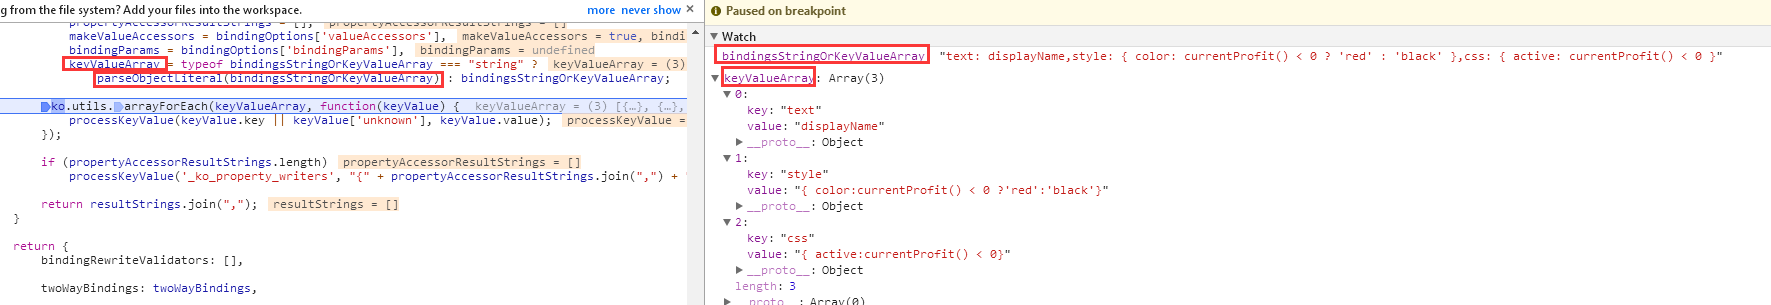 g from the file system? Add your files into the workspace.
more never show ✕
propertyAccessorResultStrings = [], propertyAccessorResultStrings = []
makeValueAccessors = bindingOptions['valueAccessors'], makeValueAccessors = true, bindi
bindingParams = bindingOptions['bindingParams'], bindingParams = undefined
keyValueArray = typeof bindingsStringOrKeyValueArray === "string" ? keyValueArray = (3)
parseObjectLiteral(bindingsStringOrKeyValueArray) : bindingsStringOrKeyValueArray;
ko.utils.arrayForEach(keyValueArray, function(keyValue) { keyValueArray = (3) [{…}, {…},
processKeyValue(keyValue.key || keyValue['unknown'], keyValue.value); processKeyValue =
});
if (propertyAccessorResultStrings.length) propertyAccessorResultStrings = []
processKeyValue('_ko_property_writers', "{" + propertyAccessorResultStrings.join(",") + "
return resultStrings.join(","); resultStrings = []
}
return {
bindingRewriteValidators: [],
twoWayBindings: twoWayBindings,
Paused on breakpoint
Watch
bindingsStringOrKeyValueArray: "text: displayName,style: { color: currentProfit() < 0 ? 'red' : 'black' },css: { active: currentProfit() < 0 }"
keyValueArray: Array(3)
0:
key: "text"
value: "displayName"
__proto__: Object
1:
key: "style"
value: "{ color:currentProfit() < 0 ?'red':'black'}"
__proto__: Object
2:
key: "css"
value: "{ active:currentProfit() < 0}"
__proto__: Object
length: 3
__proto__: Array(0)